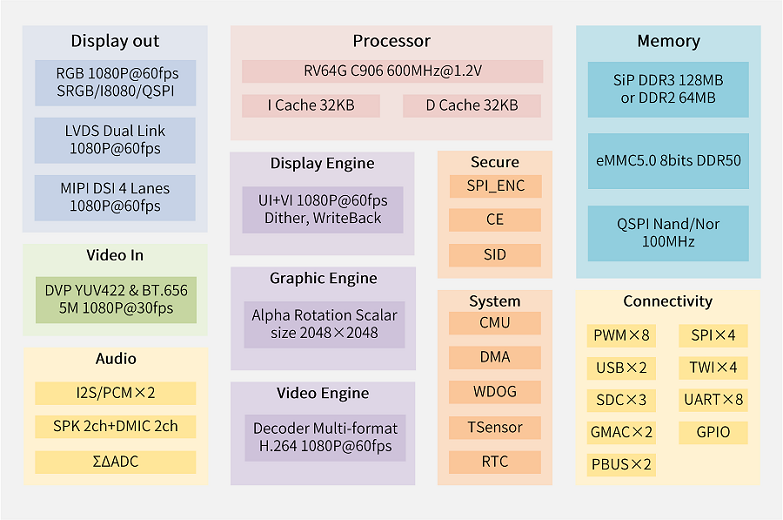 Display out
RGB 1080P@60fps
SRGB/I8080/QSPI
LVDS Dual Link
1080P@60fps
MIPI DSI 4 Lanes
1080P@60fps
Video In
DVP YUV422 & BT.656
5M 1080P@30fps
Audio
I2S/PCM×2
SPK 2ch+DMIC 2ch
ΣΔADC
Processor
RV64G C906 600MHz@1.2V
I Cache 32KB
D Cache 32KB
Display Engine
UI+VI 1080P@60fps
Dither, WriteBack
Graphic Engine
Alpha Rotation Scalar
size 2048×2048
Video Engine
Decoder Multi-format
H.264 1080P@60fps
Secure
SPI_ENC
CE
SID
System
CMU
DMA
WDOG
TSensor
RTC
Memory
SiP DDR3 128MB
or DDR2 64MB
eMMC5.0 8bits DDR50
QSPI Nand/Nor
100MHz
Connectivity
PWM×8
SPI×4
USB×2
TWI×4
SDC×3
UART×8
GMAC×2
GPIO
PBUS×2